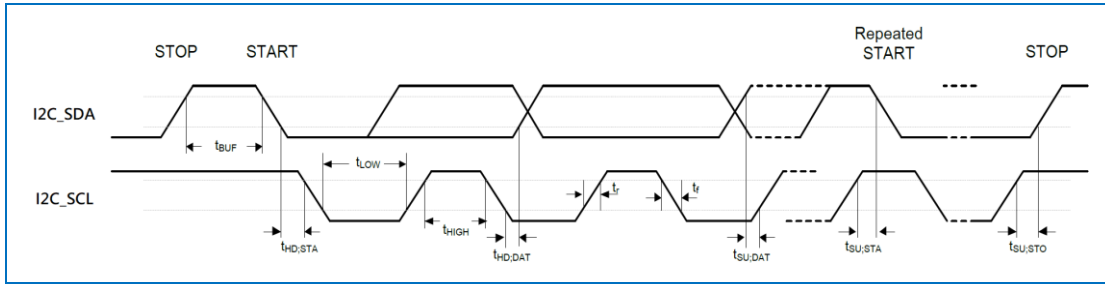 Repeated
STOP START START STOP
I2C_SDA
tBUF
tLOW
I2C_SCL
tr tf
tHIGH
tHD;STA tHD;DAT tSU;DAT tSU;STA tSU;STO